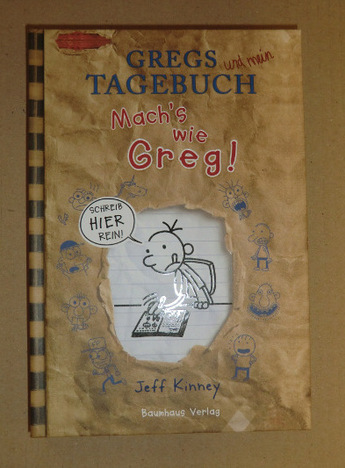 GREGS und mein
TAGEBUCH
Mach's
wie
Greg!
SCHREIB
HIER
REIN!
Jeff Kinney
Baumhaus Verlag